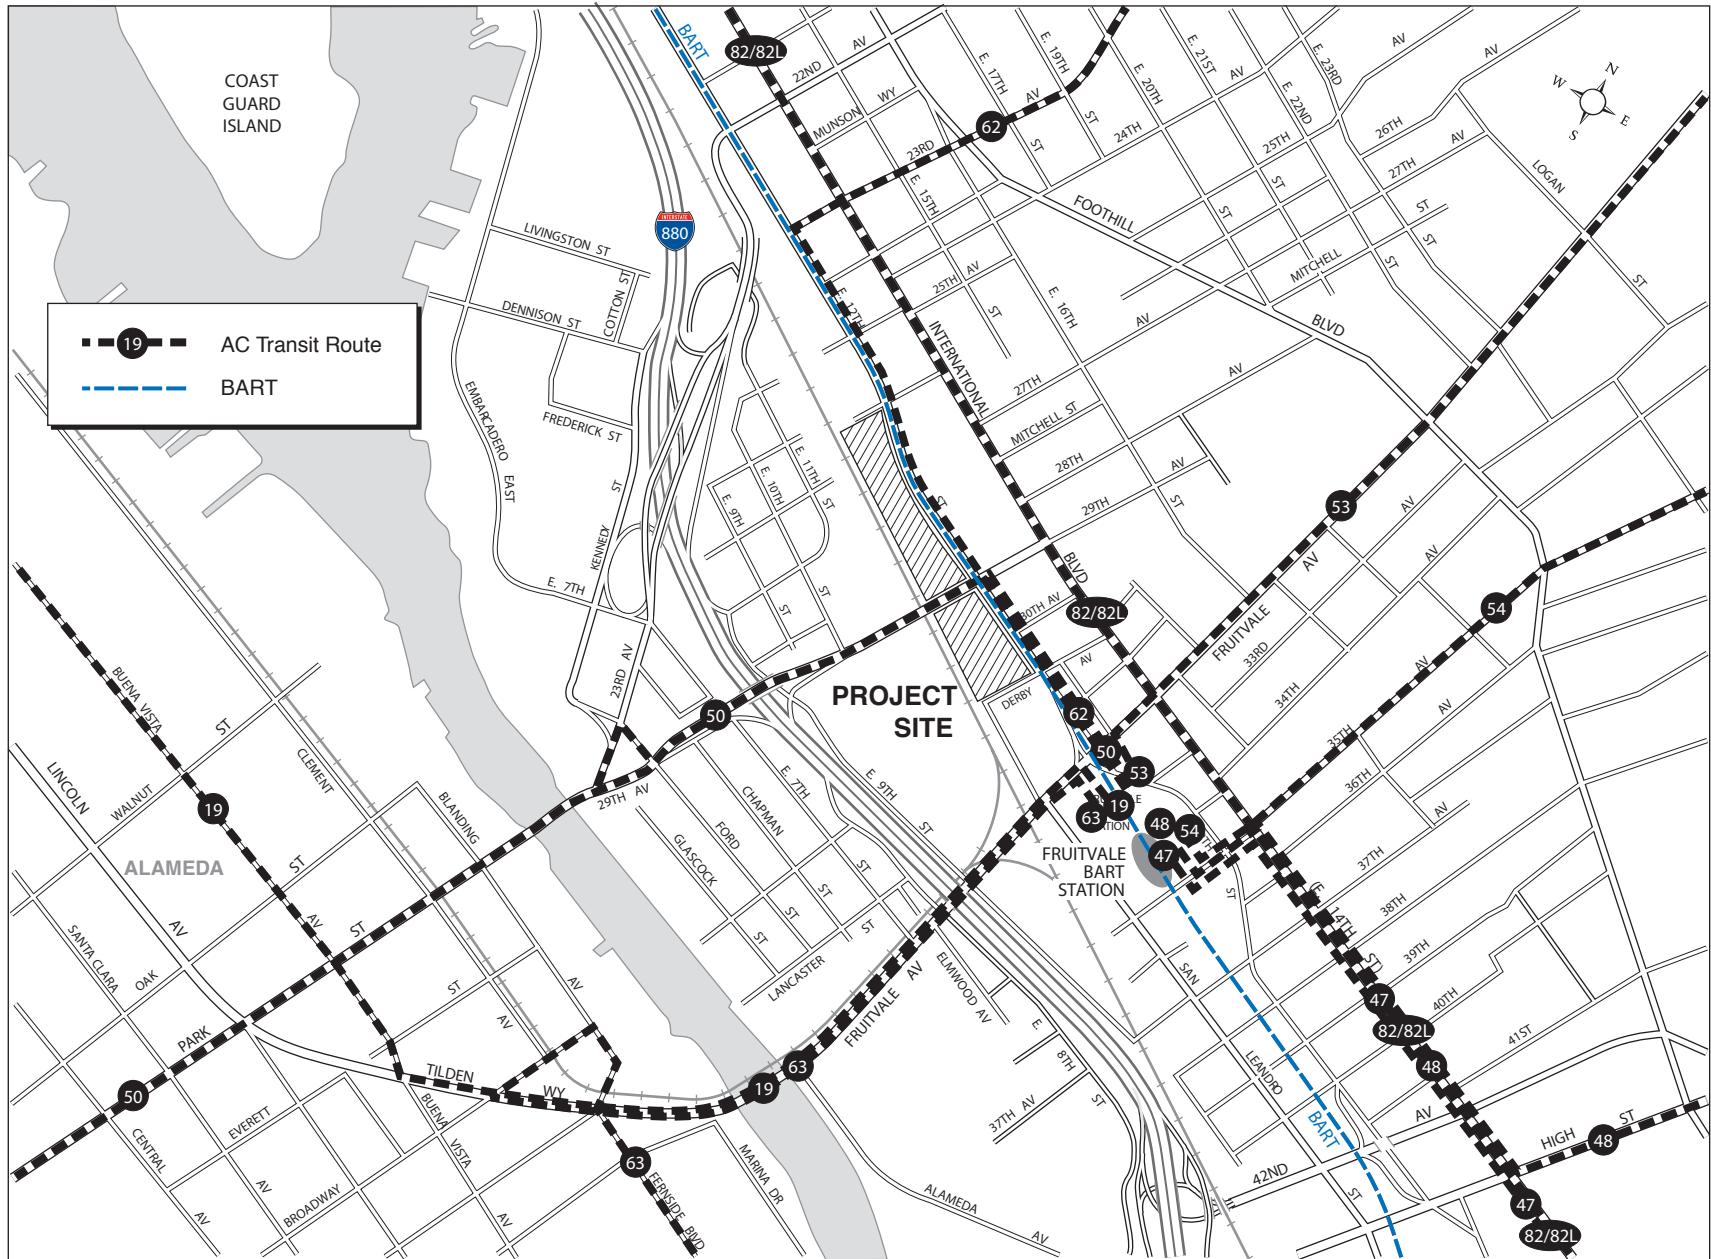 COAST
GUARD
ISLAND
BART
82/82L
22ND
AV
MUNSON WY
E. 17TH
ST
E. 19TH
ST
E. 20TH
E. 21ST
AV
E. 22ND
E. 23RD
AV
AV
N
W
E
S
62
AV
23RD
24TH
25TH
26TH
AV
27TH
LOGAN
ST
E. 15TH
ST
ST
ST
ST
ST
FOOTHILL
BLVD
MITCHELL
AV
LIVINGSTON ST
INTERSTATE
880
COTTON ST
DENNISON ST
25TH AV
ST
E. 16TH
E. 12TH
ST
INTERNATIONAL
BLVD
19
AC Transit Route
BART
EMBARCADERO
EAST
FREDERICK ST
KENNEDY
ST
E. 7TH
E. 9TH
ST
E. 10TH
E. 11TH
ST
ST
27TH
AV
MITCHELL ST
28TH
AV
29TH
ST
53
AV
AV
AV
FRUITVALE
54
30TH AV
82/82L
AV
33RD
34TH
AV
35TH
AV
36TH
AV
37TH
38TH
39TH
40TH
41ST
PROJECT
SITE
DERBY
62
50
53
19
63
48
54
47
FRUITVALE
BART
STATION
ST
23RD AV
50
BUENA VISTA
AV
19
LINCOLN
AV
WALNUT
ST
CLEMENT
AV
BLANDING
AV
29TH AV
ALAMEDA
GLASCOCK
ST
FORD
ST
CHAPMAN
ST
E. 7TH
ST
E. 9TH
ST
LANCASTER
ST
SANTA CLARA
AV
OAK
ST
PARK
ST
ST
ELMWOOD AV
FRUITVALE
AV
SAN
LEANDRO
ST
(E. 14TH ST)
47
82/82L
48
TILDEN
WY
19
63
50
BUENA
VISTA
AV
EVERETT
CENTRAL
AV
BROADWAY
63
FERNSIDE BLVD
MARINA DR
ALAMEDA
AV
37TH AV
E
8TH
ST
42ND
AV
BART
HIGH
ST
48
47
82/82L